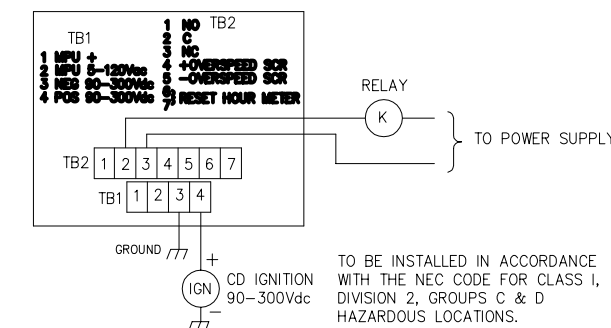 TB1
1 MPU +
2 MPU 5-120Vac
3 NEG 90-300Vdc
4 POS 90-300Vdc
TB2
1 NO
2 C
3 NC
4 +OVERSPEED SCR
5 -OVERSPEED SCR
6
7 } RESET HOUR METER
RELAY
K
TO POWER SUPPLY
TB2 1 2 3 4 5 6 7
TB1 1 2 3 4
GROUND
+
IGN
-
CD IGNITION
90-300Vdc
TO BE INSTALLED IN ACCORDANCE
WITH THE NEC CODE FOR CLASS I,
DIVISION 2, GROUPS C & D
HAZARDOUS LOCATIONS.